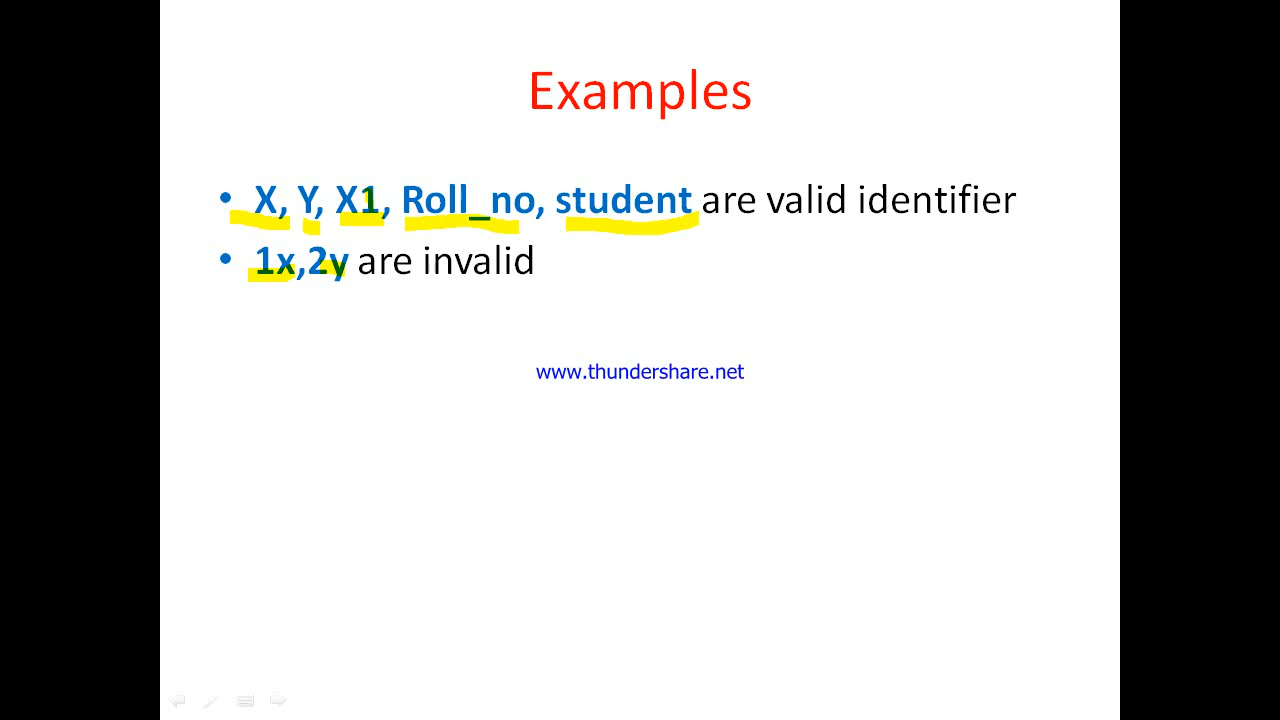 Examples
• X, Y, X1, Roll_no, student are valid identifier
• 1x,2y are invalid
www.thundershare.net